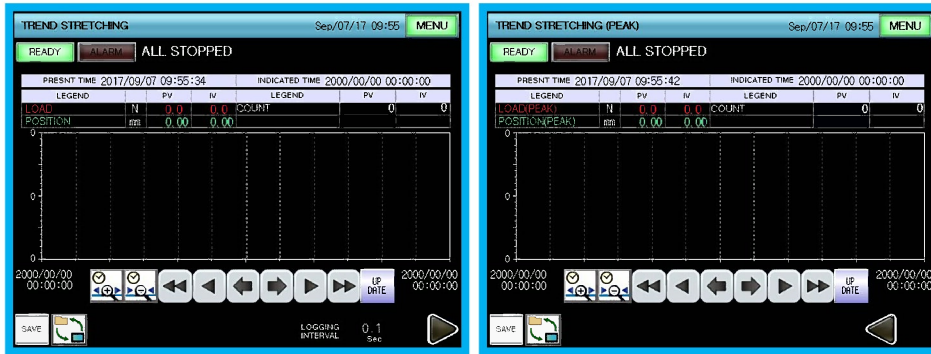 TREND STRETCHING Sep/07/17 09:55 MENU
READY ALARM ALL STOPPED
PRESNT TIME 2017/09/07 09:55:34 INDICATED TIME 2000/00/00 00:00:00
LEGEND PV IV LEGEND PV IV
LOAD N 0.0 0.0 COUNT 0 0
POSITION mm 0.00 0.00
0
0
0
2000/00/00 2000/00/00
00:00:00 UP DATE 00:00:00
SAVE LOGGING INTERVAL 0.1 Sec
TREND STRETCHING (PEAK) Sep/07/17 09:55 MENU
READY ALARM ALL STOPPED
PRESNT TIME 2017/09/07 09:55:42 INDICATED TIME 2000/00/00 00:00:00
LEGEND PV IV LEGEND PV IV
LOAD(PEAK) N 0.0 0.0 COUNT 0 0
POSITION(PEAK) mm 0.00 0.00
0
0
0
2000/00/00 2000/00/00
00:00:00 UP DATE 00:00:00
SAVE